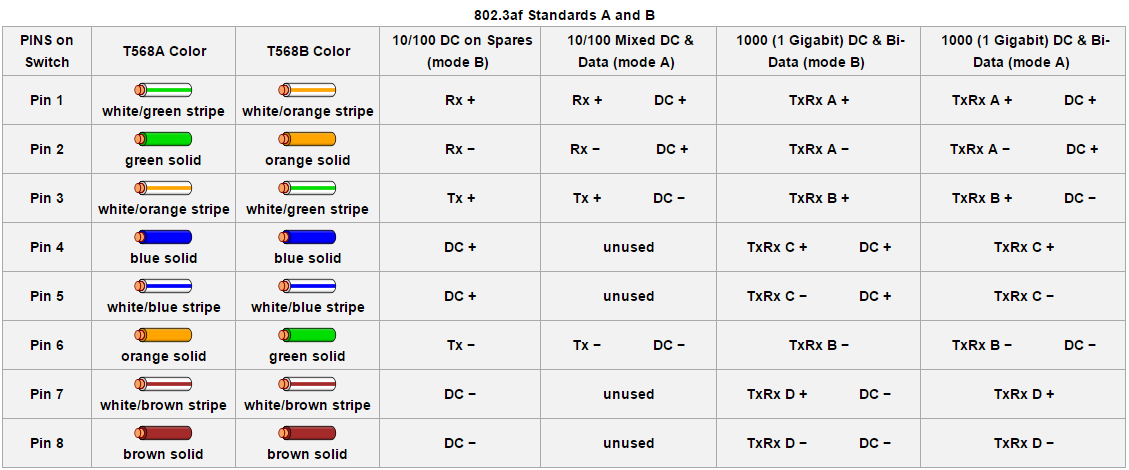 802.3af Standards A and B
PINS on Switch T568A Color T568B Color 10/100 DC on Spares (mode B) 10/100 Mixed DC & Data (mode A) 1000 (1 Gigabit) DC & Bi-Data (mode B) 1000 (1 Gigabit) DC & Bi-Data (mode A)
Pin 1 white/green stripe white/orange stripe Rx + Rx + DC + TxRx A + TxRx A + DC +
Pin 2 green solid orange solid Rx − Rx − DC + TxRx A − TxRx A − DC +
Pin 3 white/orange stripe white/green stripe Tx + Tx + DC − TxRx B + TxRx B + DC −
Pin 4 blue solid blue solid DC + unused TxRx C + DC + TxRx C +
Pin 5 white/blue stripe white/blue stripe DC + unused TxRx C − DC + TxRx C −
Pin 6 orange solid green solid Tx − Tx − DC − TxRx B − TxRx B − DC −
Pin 7 white/brown stripe white/brown stripe DC − unused TxRx D + DC − TxRx D +
Pin 8 brown solid brown solid DC − unused TxRx D − DC − TxRx D −